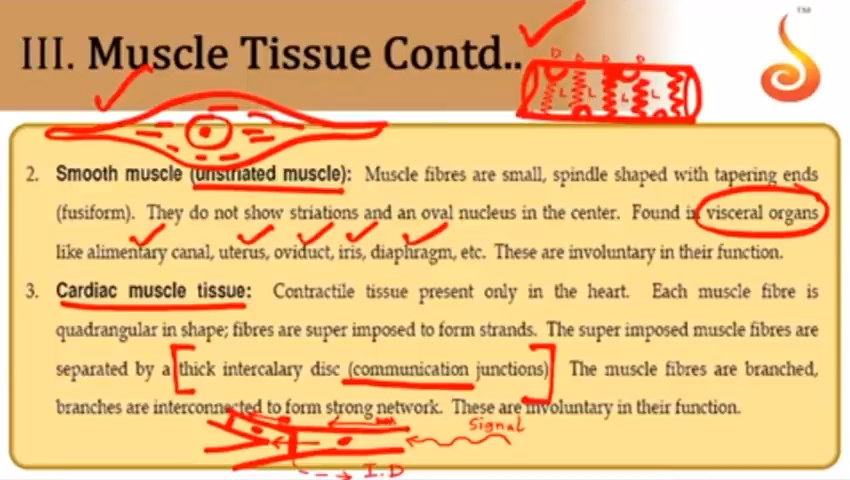 TM
III. Muscle Tissue Contd..
D D D D
L L L L
2. Smooth muscle (unstriated muscle): Muscle fibres are small, spindle shaped with tapering ends
(fusiform). They do not show striations and an oval nucleus in the center. Found in visceral organs
like alimentary canal, uterus, oviduct, iris, diaphragm, etc. These are involuntary in their function.
3. Cardiac muscle tissue: Contractile tissue present only in the heart. Each muscle fibre is
quadrangular in shape; fibres are super imposed to form strands. The super imposed muscle fibres are
separated by a thick intercalary disc (communication junctions) The muscle fibres are branched,
branches are interconnected to form strong network. These are involuntary in their function.
Signal
I.D